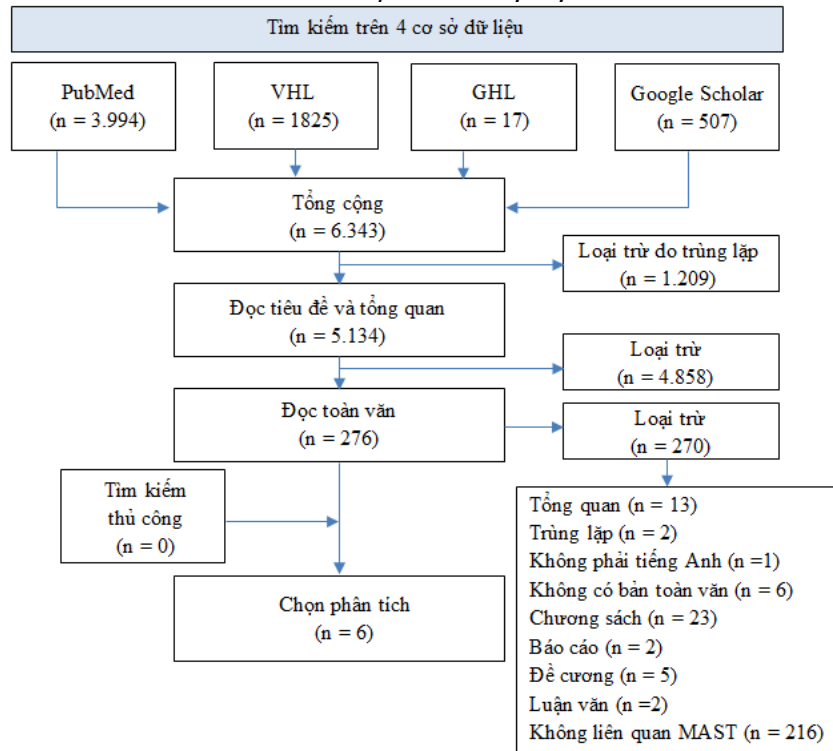 Tìm kiếm trên 4 cơ sở dữ liệu
PubMed
(n = 3.994)
VHL
(n = 1825)
GHL
(n = 17)
Google Scholar
(n = 507)
Tổng cộng
(n = 6.343)
Loại trừ do trùng lặp
(n = 1.209)
Đọc tiêu đề và tổng quan
(n = 5.134)
Loại trừ
(n = 4.858)
Đọc toàn văn
(n = 276)
Loại trừ
(n = 270)
Tìm kiếm
thủ công
(n = 0)
Tổng quan (n = 13)
Trùng lặp (n = 2)
Không phải tiếng Anh (n =1)
Không có bản toàn văn (n = 6)
Chương sách (n = 23)
Báo cáo (n = 2)
Đề cương (n = 5)
Luận văn (n =2)
Không liên quan MAST (n = 216)
Chọn phân tích
(n = 6)